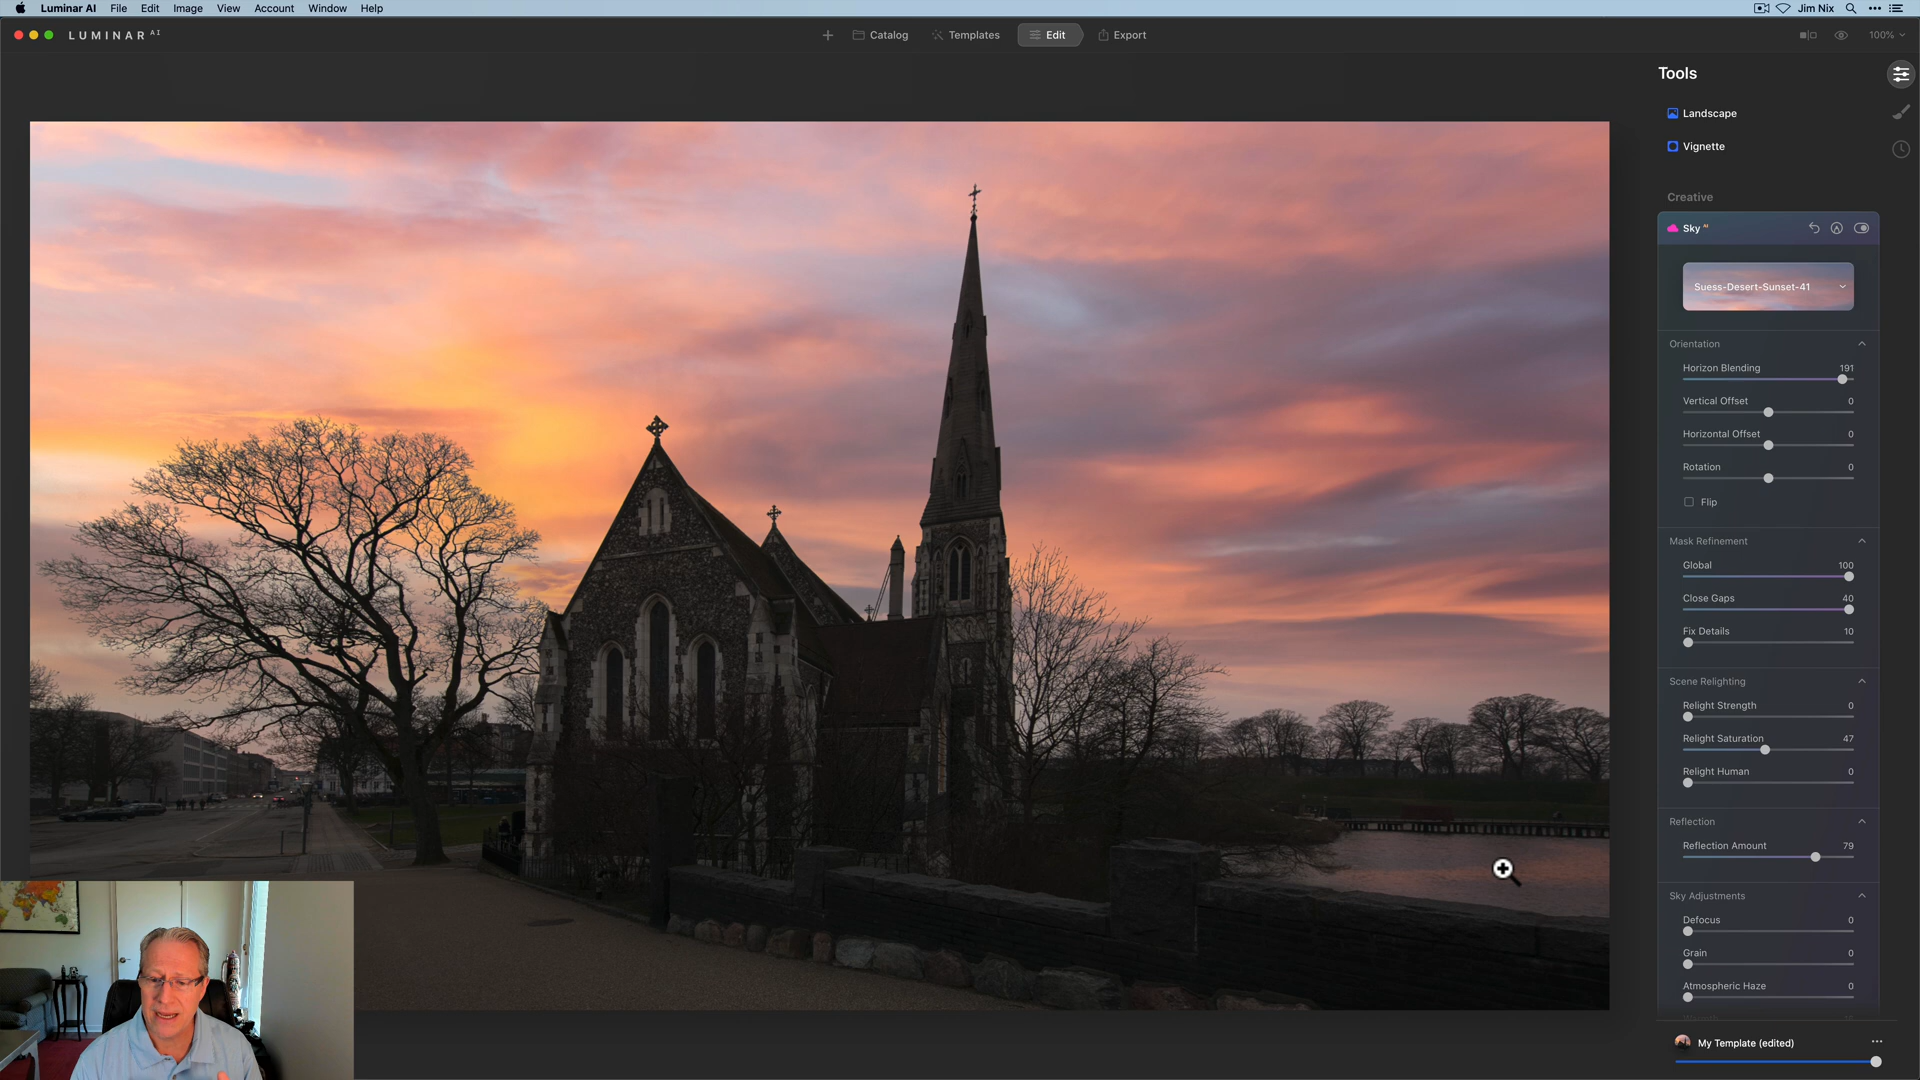 Luminar AI File Edit Image View Account Window Help Jim Nix
LUMINAR AI
Catalog Templates Edit Export 100%
Tools
Landscape
Vignette
Creative
Sky AI
Suess-Desert-Sunset-41
Orientation
Horizon Blending 191
Vertical Offset 0
Horizontal Offset 0
Rotation 0
Flip
Mask Refinement
Global 100
Close Gaps 40
Fix Details 10
Scene Relighting
Relight Strength 0
Relight Saturation 47
Relight Human 0
Reflection
Reflection Amount 79
Sky Adjustments
Defocus 0
Grain 0
Atmospheric Haze 0
My Template (edited)